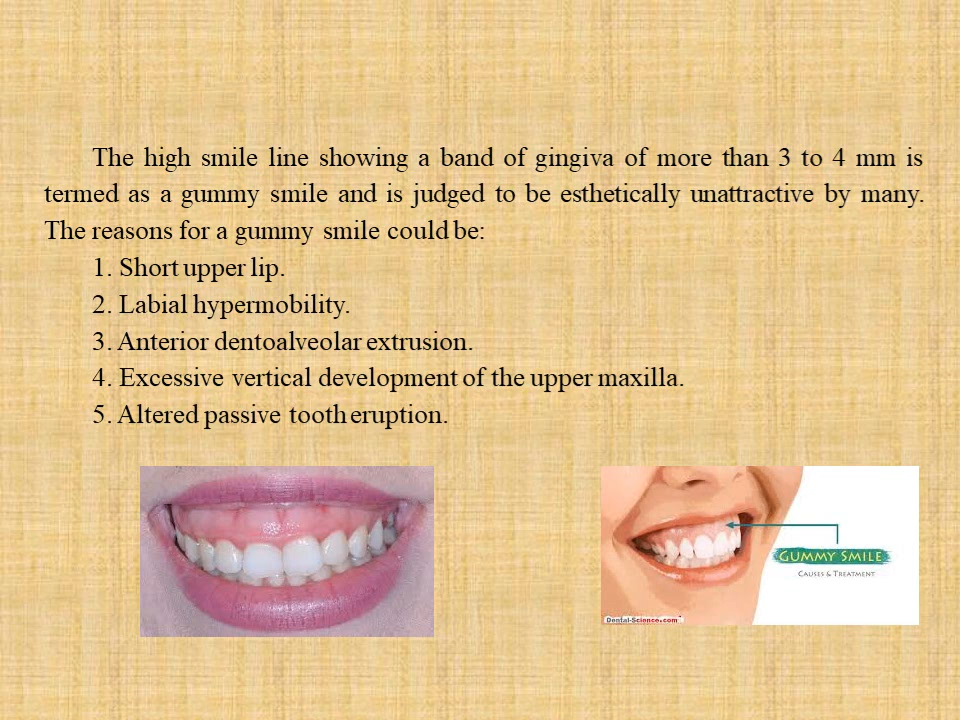 The high smile line showing a band of gingiva of more than 3 to 4 mm is
termed as a gummy smile and is judged to be esthetically unattractive by many.
The reasons for a gummy smile could be:
1. Short upper lip.
2. Labial hypermobility.
3. Anterior dentoalveolar extrusion.
4. Excessive vertical development of the upper maxilla.
5. Altered passive tooth eruption.
GUMMY SMILE
CAUSES & TREATMENT
Dental-Science.com